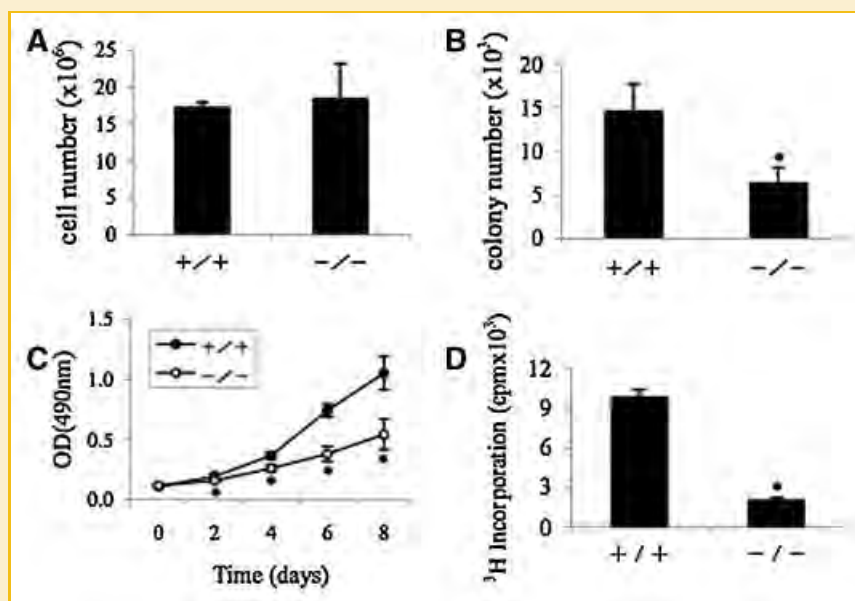 A
cell number (x10⁶)
25
20
15
10
5
0
+/+
-/-
B
colony number (x10³)
20
15
10
5
0
+/+
-/-
C
OD(490nm)
1.5
1.0
0.5
0.0
+/+
-/-
0 2 4 6 8
Time (days)
D
³H Incorporation (cpmx10³)
12
9
6
3
0
+/+
-/-